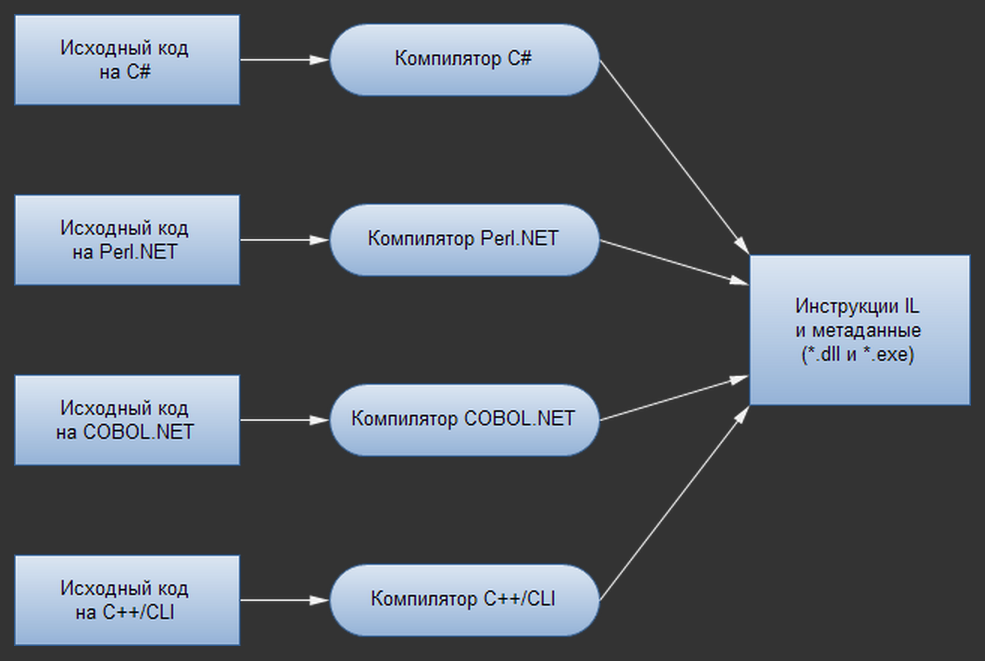 Исходный код
на C#
Компилятор C#
Исходный код
на Perl.NET
Компилятор Perl.NET
Инструкции IL
и метаданные
(*.dll и *.exe)
Исходный код
на COBOL.NET
Компилятор COBOL.NET
Исходный код
на C++/CLI
Компилятор C++/CLI